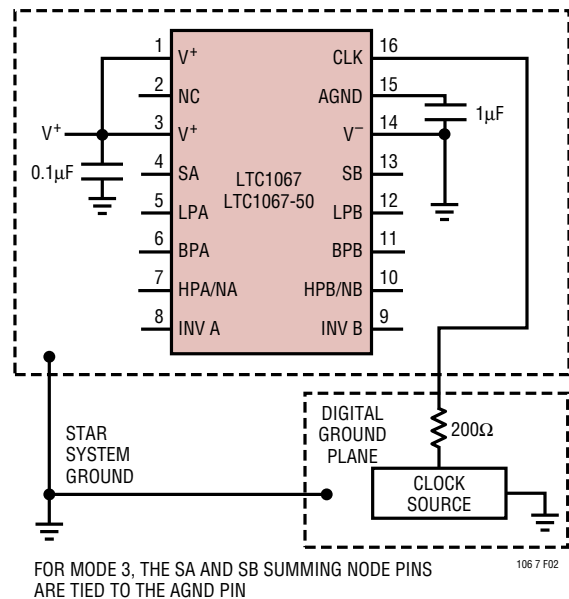 1 V+ CLK 16
2 NC AGND 15
V+ 3 V+ V− 14 1µF
0.1µF 4 SA SB 13
LTC1067
LTC1067-50
5 LPA LPB 12
6 BPA BPB 11
7 HPA/NA HPB/NB 10
8 INV A INV B 9
STAR
SYSTEM
GROUND
DIGITAL
GROUND
PLANE
200Ω
CLOCK
SOURCE
FOR MODE 3, THE SA AND SB SUMMING NODE PINS
ARE TIED TO THE AGND PIN
106 7 F02